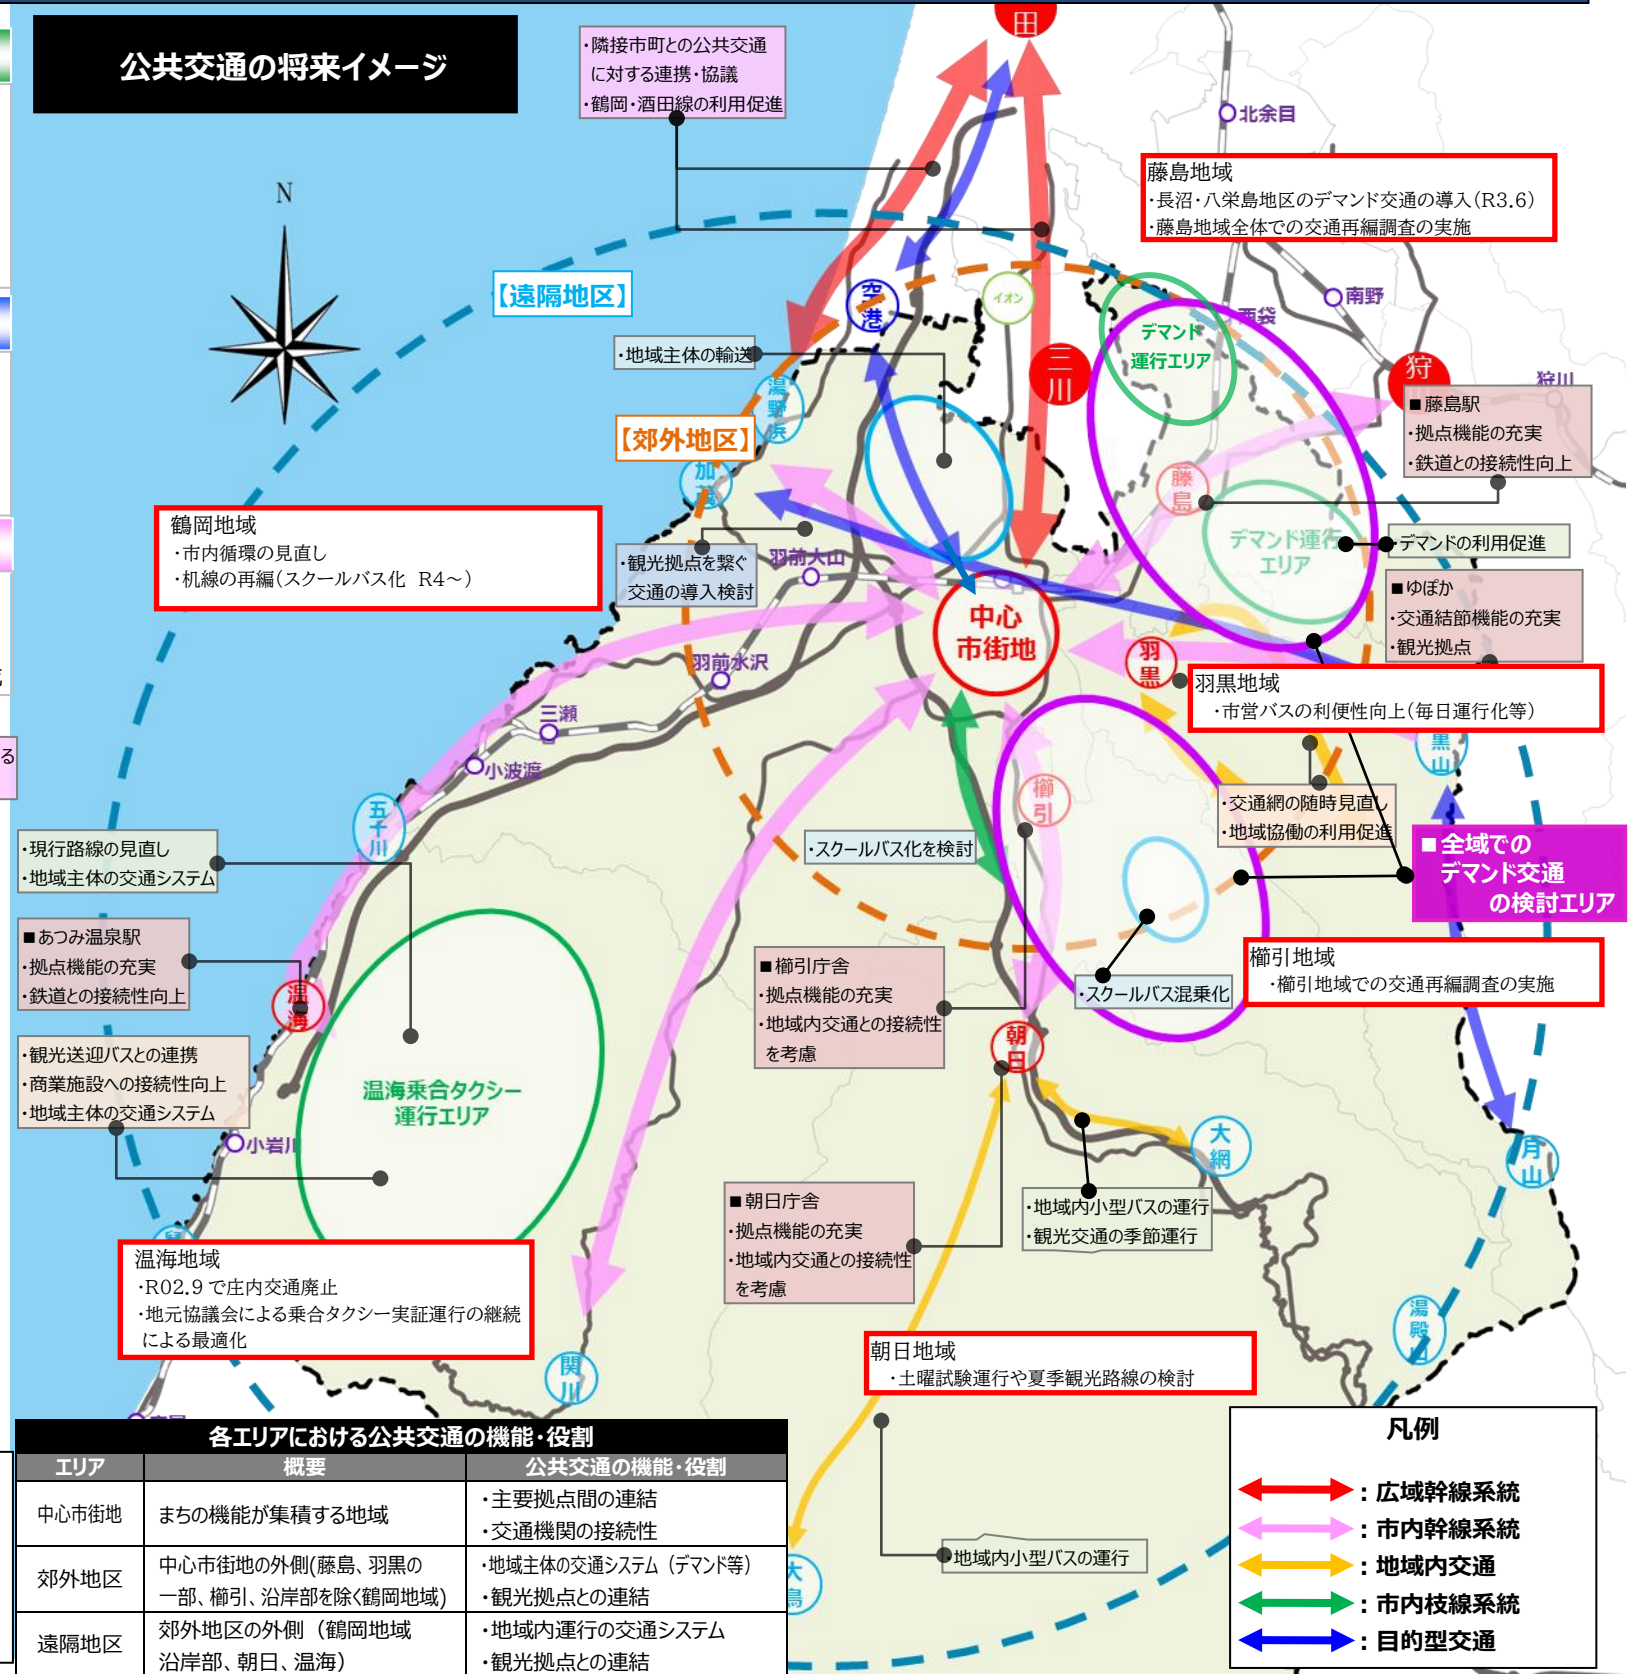 公共交通の将来イメージ
・隣接市町との公共交通
に対する連携・協議
・鶴岡・酒田線の利用促進
田
北余目
藤島地域
・長沼・八栄島地区のデマンド交通の導入（R3.6）
・藤島地域全体での交通再編調査の実施
N
【遠隔地区】
空港
イオン
南野
西袋
デマンド
運行エリア
・地域主体の輸送
三川
狩
狩川
湯野浜
■藤島駅
・拠点機能の充実
・鉄道との接続性向上
【郊外地区】
加茂
藤島
鶴岡地域
・市内循環の見直し
・机線の再編（スクールバス化　R4～）
・観光拠点を繋ぐ
交通の導入検討
羽前大山
デマンド運行
エリア
・デマンドの利用促進
■ゆぽか
・交通結節機能の充実
・観光拠点
中心
市街地
羽黒
羽前水沢
羽黒地域
・市営バスの利便性向上（毎日運行化等）
三瀬
小波渡
る
黒山
櫛引
五十川
・交通網の随時見直し
・地域協働の利用促進
・現行路線の見直し
・地域主体の交通システム
・スクールバス化を検討
■全域での
デマンド交通
の検討エリア
■あつみ温泉駅
・拠点機能の充実
・鉄道との接続性向上
温海
■櫛引庁舎
・拠点機能の充実
・地域内交通との接続性
を考慮
・スクールバス混乗化
櫛引地域
・櫛引地域での交通再編調査の実施
朝日
・観光送迎バスとの連携
・商業施設への接続性向上
・地域主体の交通システム
温海乗合タクシー
運行エリア
小岩川
大網
月山
■朝日庁舎
・拠点機能の充実
・地域内交通との接続性
を考慮
・地域内小型バスの運行
・観光交通の季節運行
温海地域
・R02.9で庄内交通廃止
・地元協議会による乗合タクシー実証運行の継続
による最適化
湯殿山
関川
朝日地域
・土曜試験運行や夏季観光路線の検討
各エリアにおける公共交通の機能・役割
エリア　概要　公共交通の機能・役割
中心市街地　まちの機能が集積する地域　・主要拠点間の連結
・交通機関の接続性
郊外地区　中心市街地の外側(藤島、羽黒の　・地域主体の交通システム（デマンド等）
一部、櫛引、沿岸部を除く鶴岡地域)　・観光拠点との連結
遠隔地区　郊外地区の外側（鶴岡地域　・地域内運行の交通システム
沿岸部、朝日、温海）　・観光拠点との連結
大鳥
・地域内小型バスの運行
凡例
：広域幹線系統
：市内幹線系統
：地域内交通
：市内枝線系統
：目的型交通